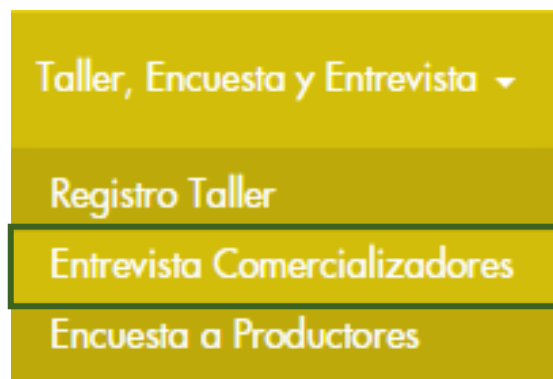 Taller, Encuesta y Entrevista
Registro Taller
Entrevista Comercializadores
Encuesta a Productores